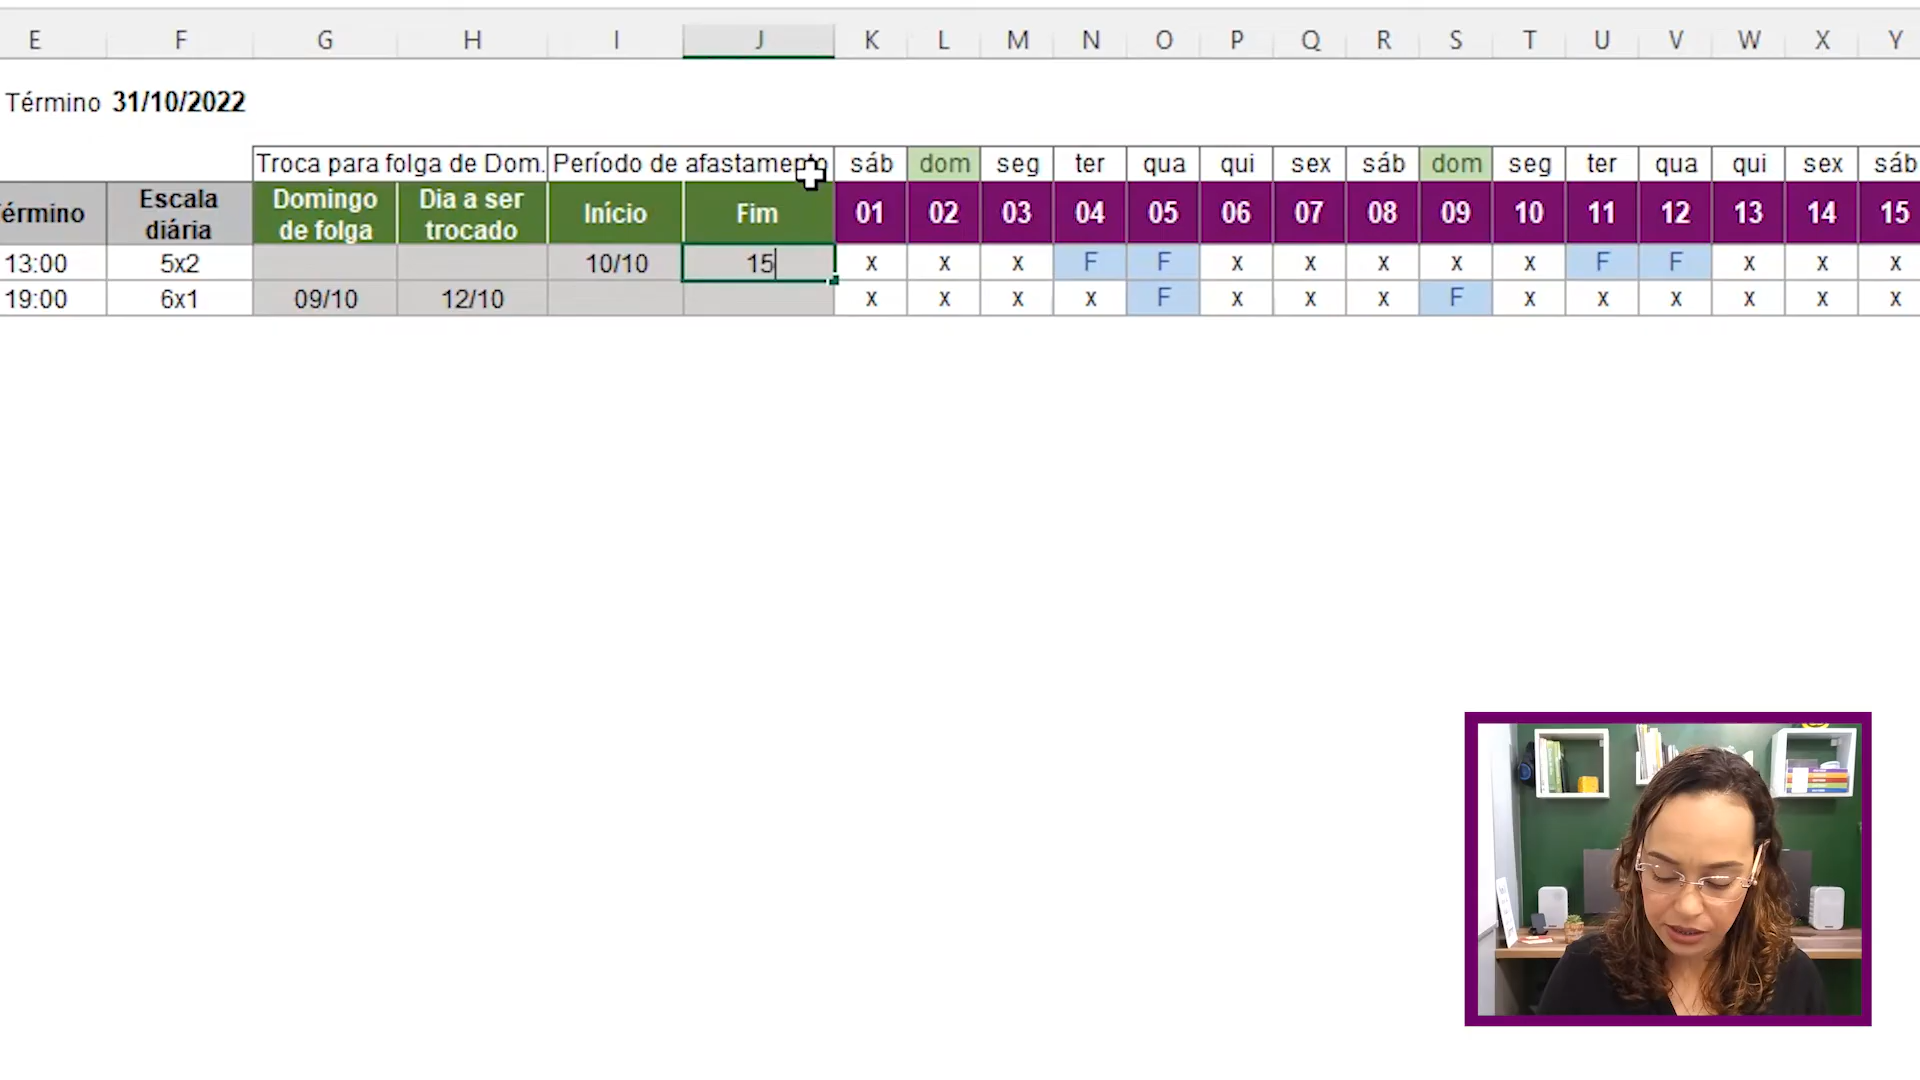 E F G H I J K L M N O P Q R S T U V W X Y
Término 31/10/2022
Troca para folga de Dom. Período de afastamento sáb dom seg ter qua qui sex sáb dom seg ter qua qui sex sáb
érmino Escala diária Domingo de folga Dia a ser trocado Início Fim 01 02 03 04 05 06 07 08 09 10 11 12 13 14 15
13:00 5x2 10/10 15 x x x F F x x x x x F F x x x
19:00 6x1 09/10 12/10 x x x x F x x x F x x x x x x